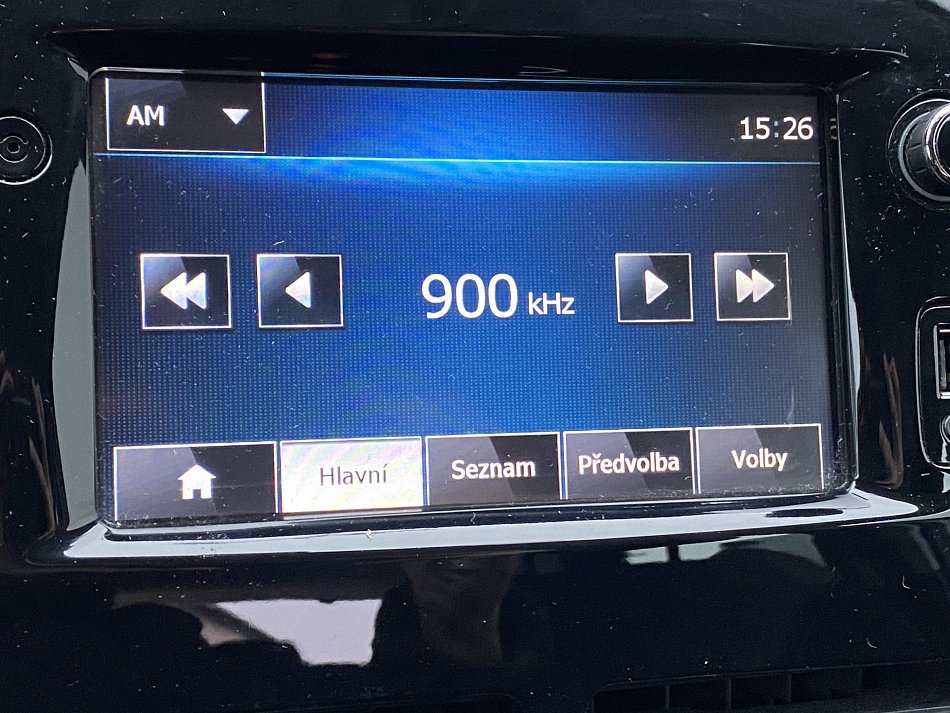 AM
15:26
900 kHz
Hlavní
Seznam
Předvolba
Volby